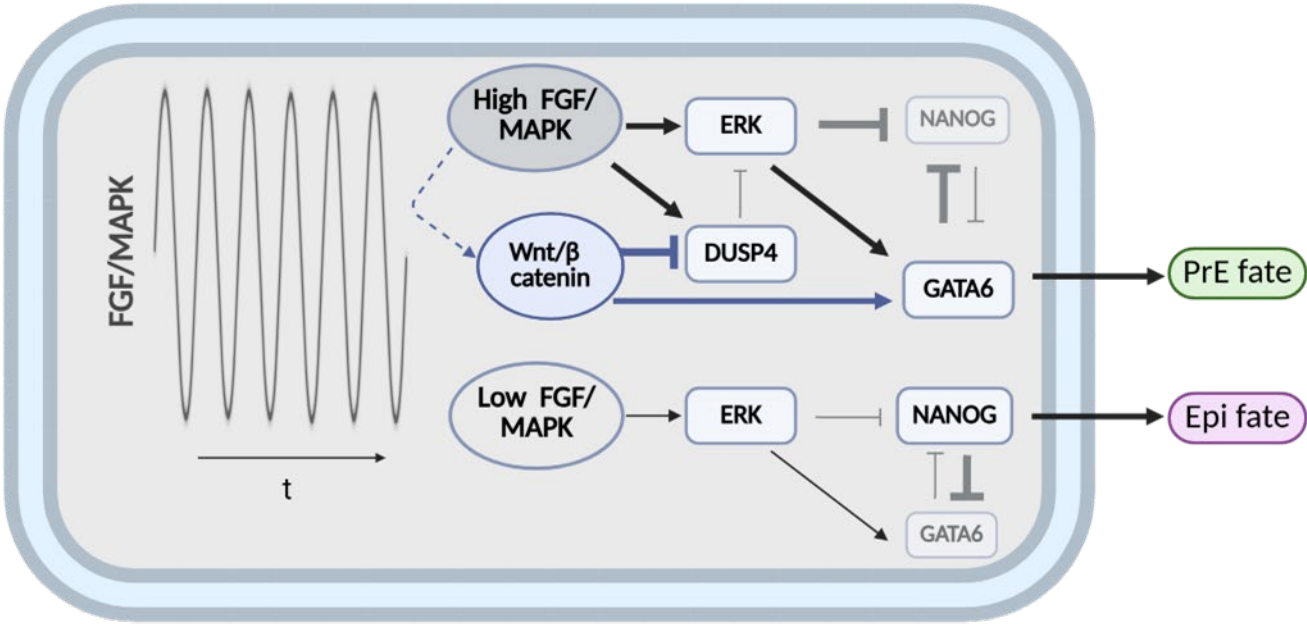 FGF/MAPK
t
High FGF/
MAPK
ERK
NANOG
Wnt/β
catenin
DUSP4
GATA6
PrE fate
Low FGF/
MAPK
ERK
NANOG
Epi fate
GATA6